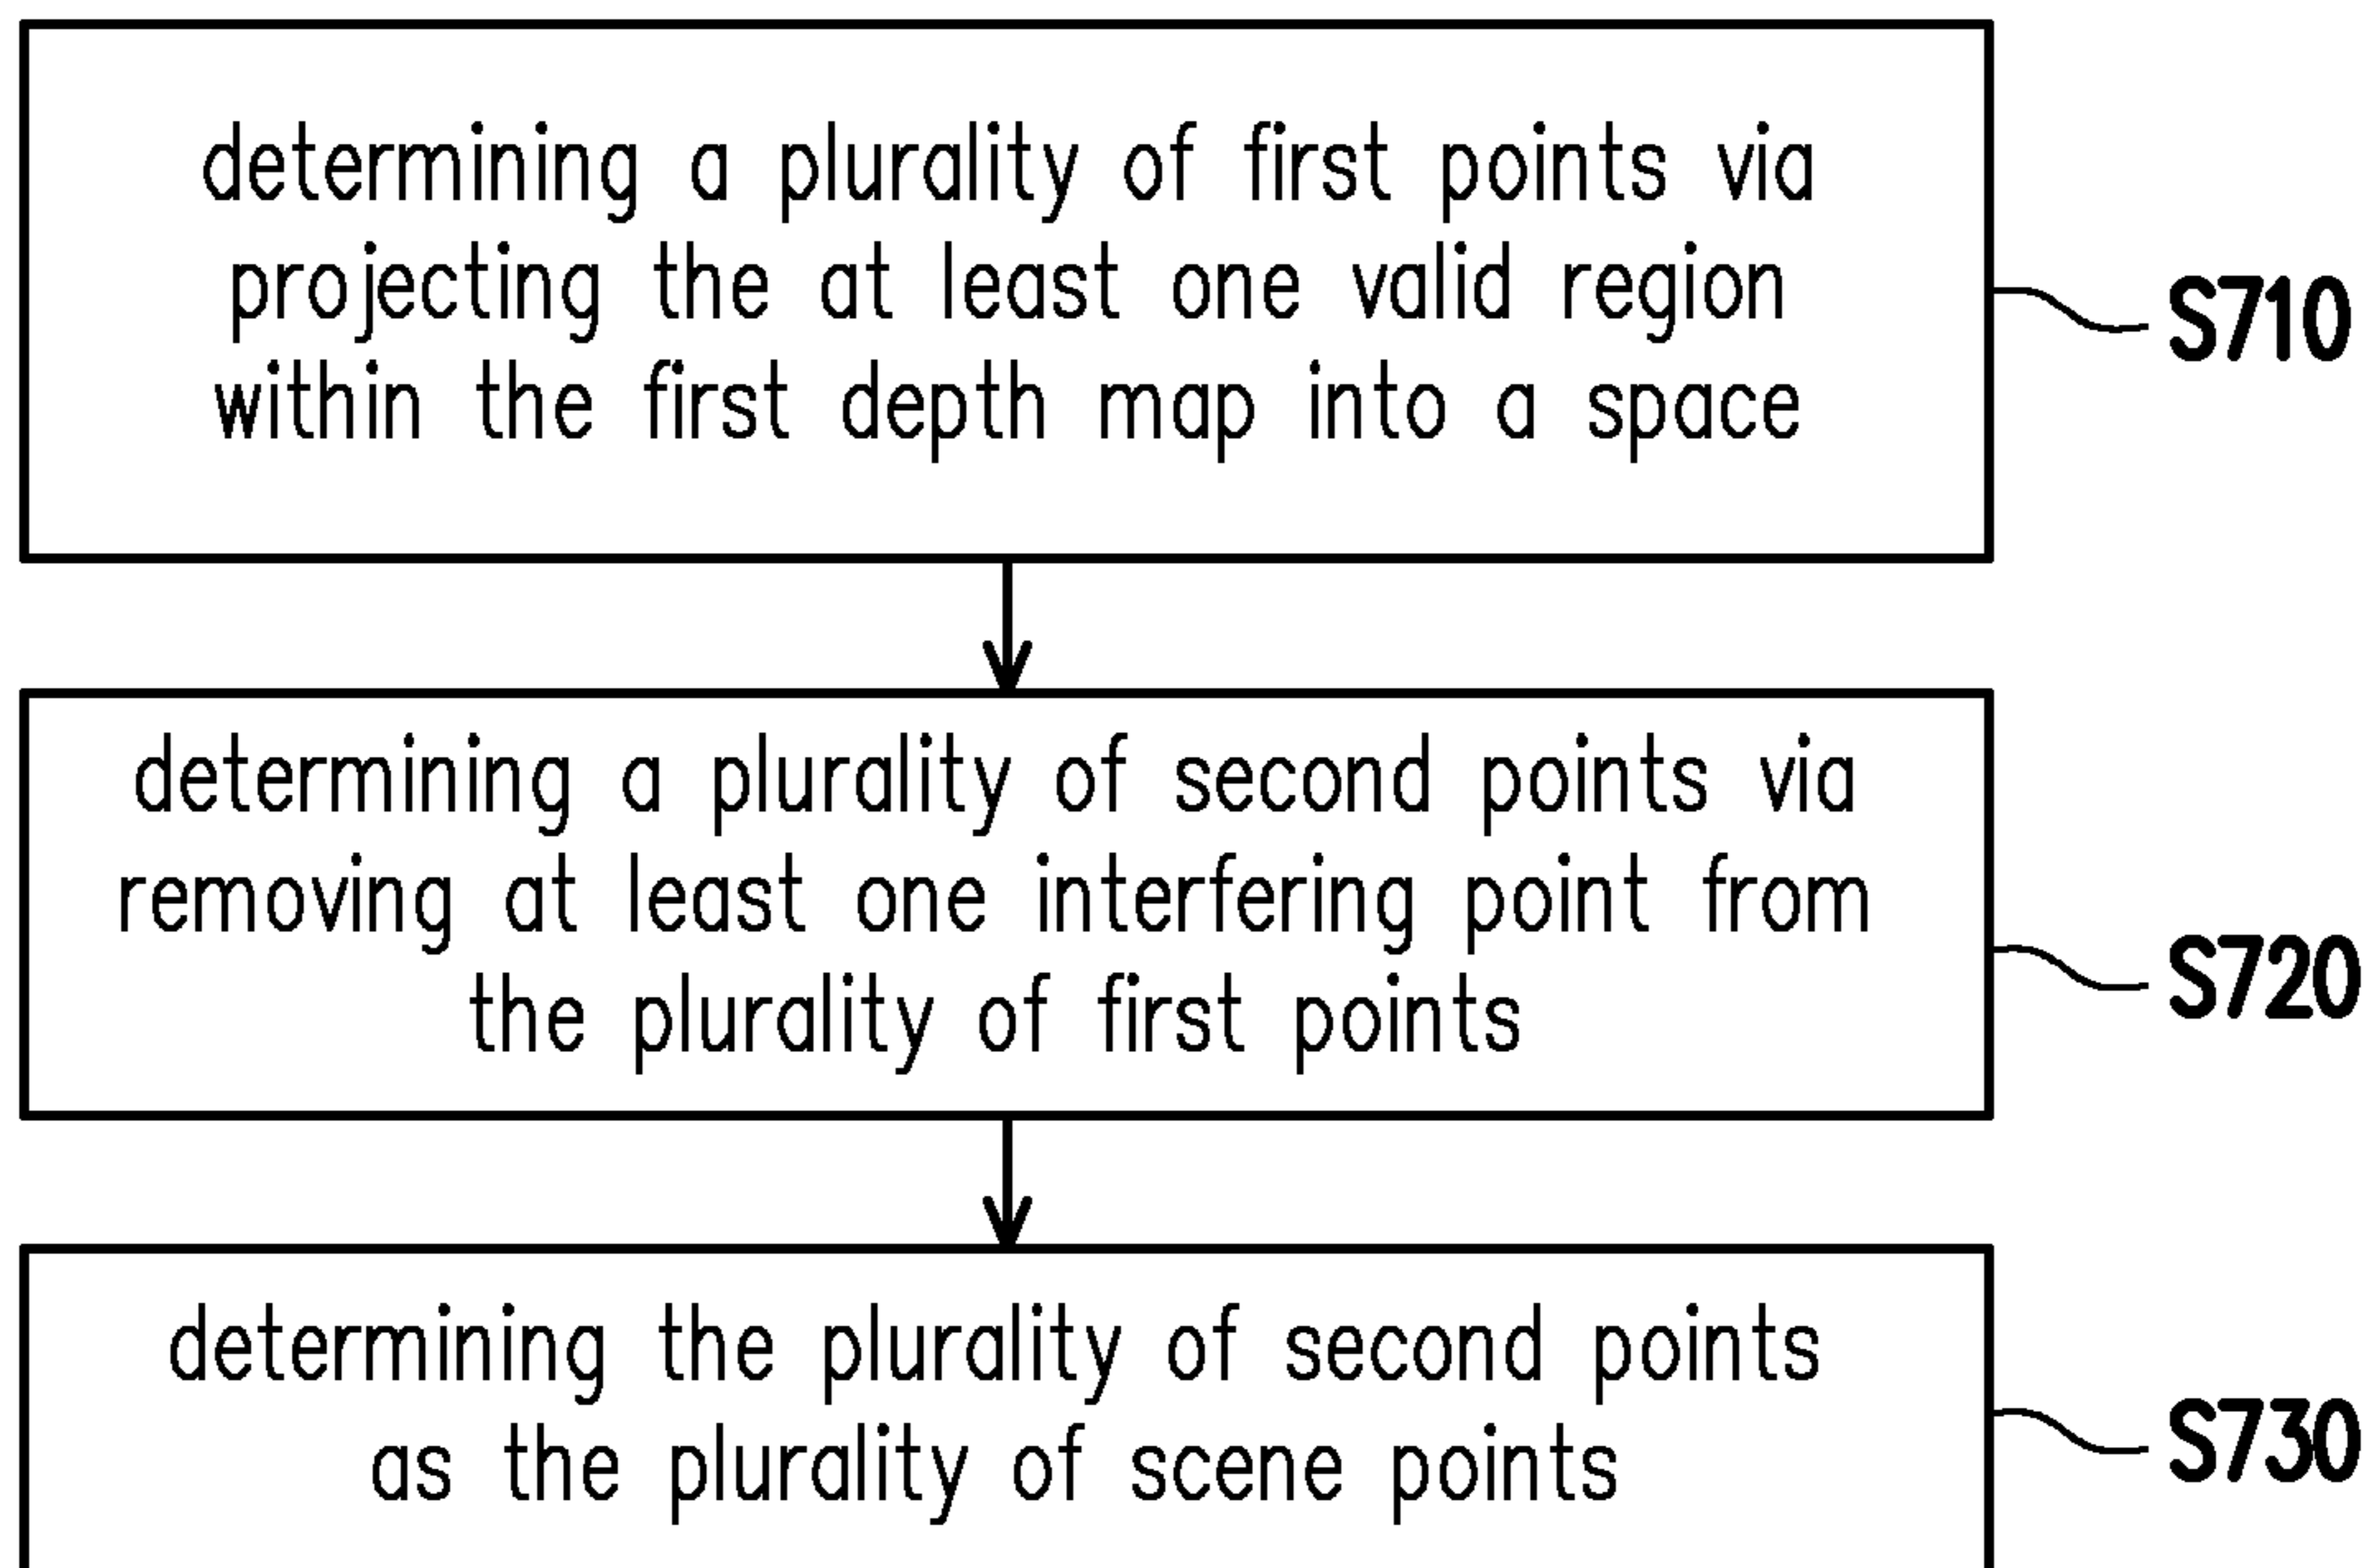 determining a plurality of first points via
projecting the at least one valid region
within the first depth map into a space
S710
determining a plurality of second points via
removing at least one interfering point from
the plurality of first points
S720
determining the plurality of second points
as the plurality of scene points
S730